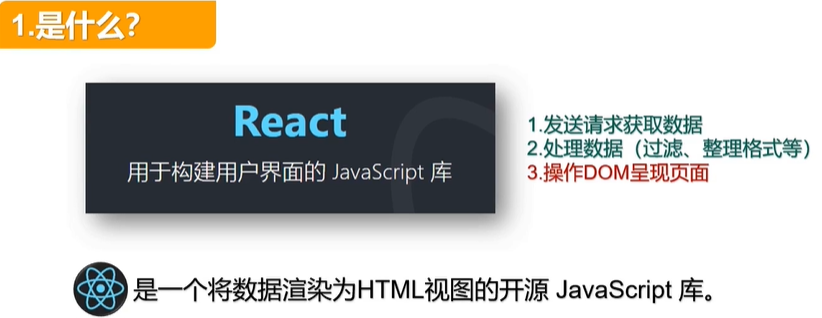 1.是什么？
React
用于构建用户界面的 JavaScript 库
1.发送请求获取数据
2.处理数据（过滤、整理格式等）
3.操作DOM呈现页面
是一个将数据渲染为HTML视图的开源 JavaScript 库。